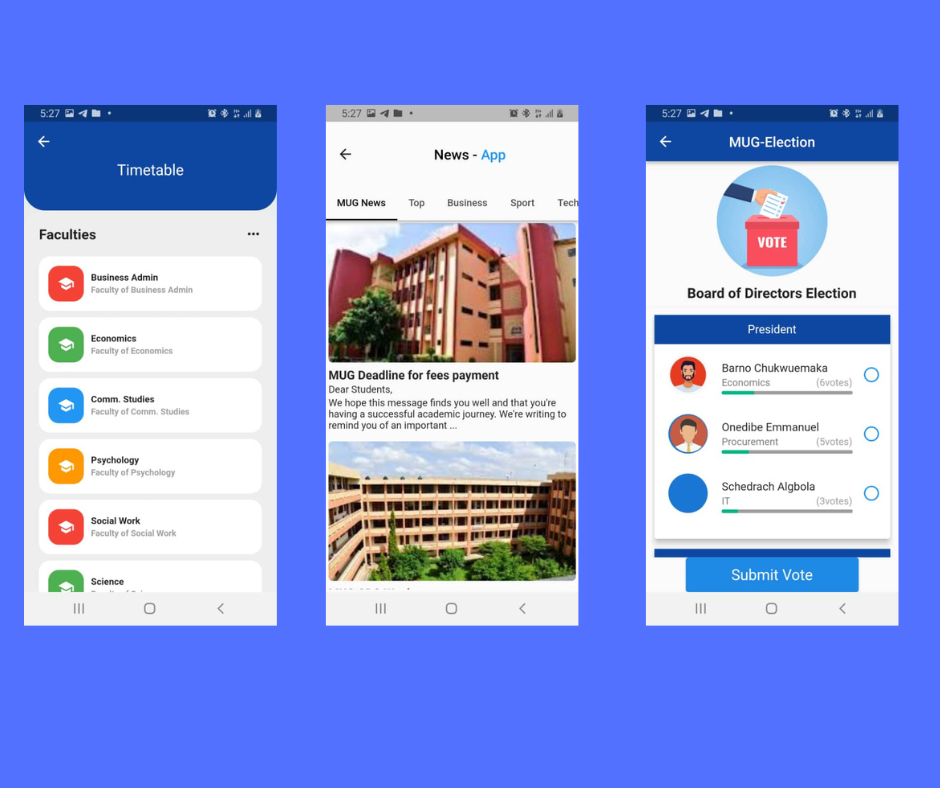 5:27
Timetable
Faculties
Business Admin
Faculty of Business Admin
Economics
Faculty of Economics
Comm. Studies
Faculty of Comm. Studies
Psychology
Faculty of Psychology
Social Work
Faculty of Social Work
Science
5:27
News - App
MUG News Top Business Sport Tech
MUG Deadline for fees payment
Dear Students,
We hope this message finds you well and that you're
having a successful academic journey. We're writing to
remind you of an important ...
5:27
MUG-Election
VOTE
Board of Directors Election
President
Barno Chukwuemaka
Economics (6votes)
Onedibe Emmanuel
Procurement (5votes)
Schedrach Algbola
IT (3votes)
Submit Vote